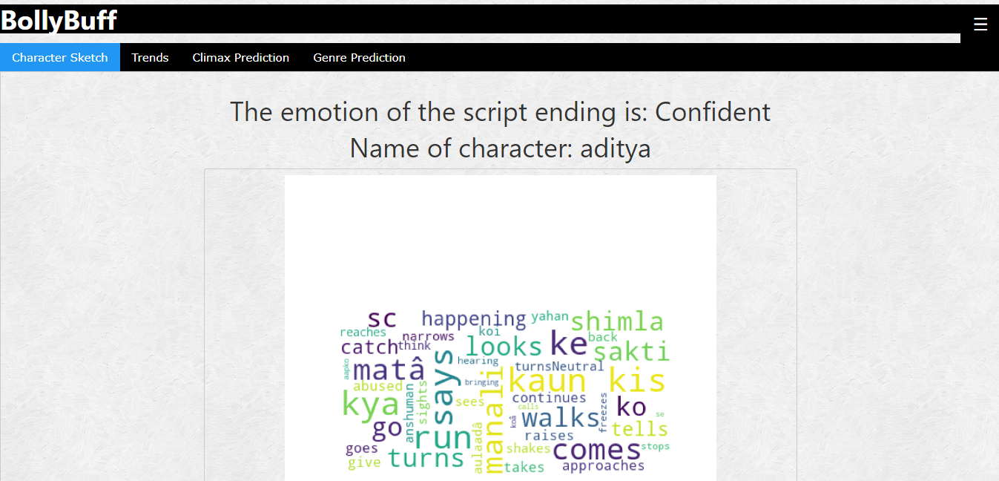 BollyBuff ☰
Character Sketch Trends Climax Prediction Genre Prediction
The emotion of the script ending is: Confident
Name of character: aditya
sc happening yahan shimla
reaches narrows koi back
catch think looks ke sakti
aapko matâ says hearing turnsNeutral
abused bringing manali kaun kis
kya anshuman sights sees continues freezes ko
calls se
go koâ walks tells
run raises
goes aulaadâ shakes comes stops
give turns takes approaches